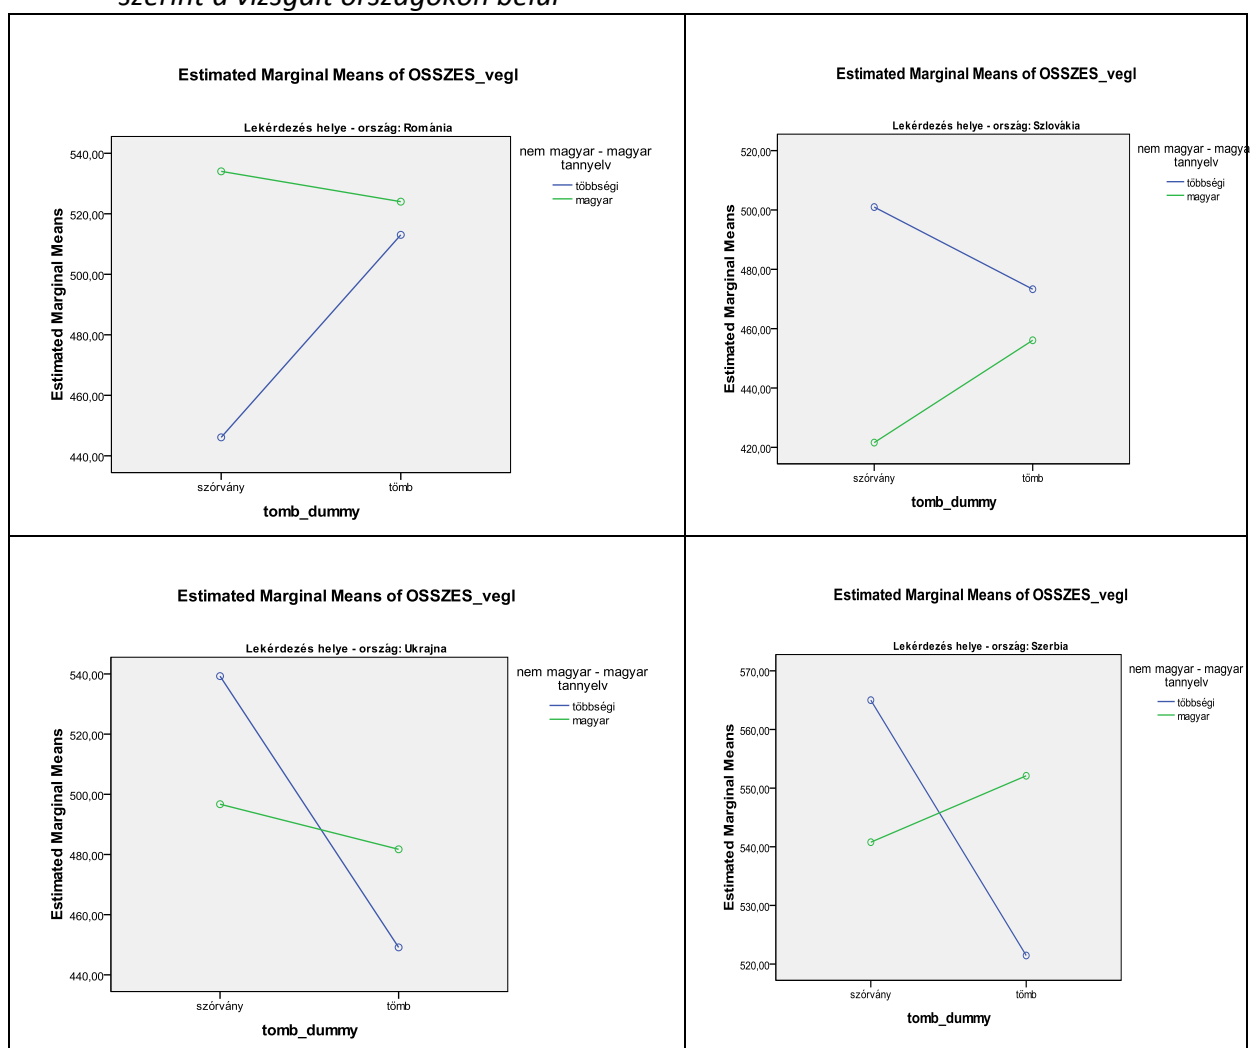 szerint a vizsgált országokon belül
Estimated Marginal Means of OSSZES_vegl
Lekérdezés helye - ország: Románia
nem magyar - magyar
tannyelv
többségi
magyar
Estimated Marginal Means
540,00
520,00
500,00
480,00
460,00
440,00
szórvány
tömb
tomb_dummy
Estimated Marginal Means of OSSZES_vegl
Lekérdezés helye - ország: Szlovákia
nem magyar - magya
tannyelv
többségi
magyar
Estimated Marginal Means
520,00
500,00
480,00
460,00
440,00
420,00
szórvány
tömb
tomb_dummy
Estimated Marginal Means of OSSZES_vegl
Lekérdezés helye - ország: Ukrajna
nem magyar - magyar
tannyelv
többségi
magyar
Estimated Marginal Means
540,00
520,00
500,00
480,00
460,00
440,00
szórvány
tömb
tomb_dummy
Estimated Marginal Means of OSSZES_vegl
Lekérdezés helye - ország: Szerbia
nem magyar - magyar
tannyelv
többségi
magyar
Estimated Marginal Means
570,00
560,00
550,00
540,00
530,00
520,00
szórvány
tömb
tomb_dummy